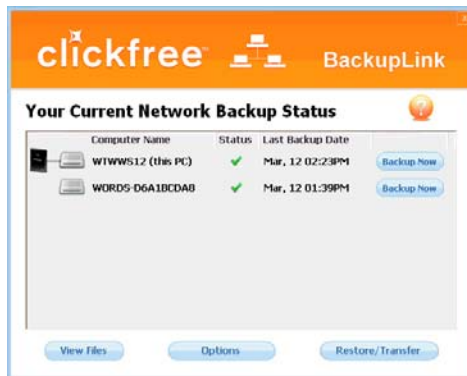 clickfree BackupLink
Your Current Network Backup Status
Computer Name Status Last Backup Date
WTWWS12 (this PC) Mar, 12 02:23PM Backup Now
WORDS-D6A1BCDA8 Mar, 12 01:39PM Backup Now
View Files Options Restore/Transfer